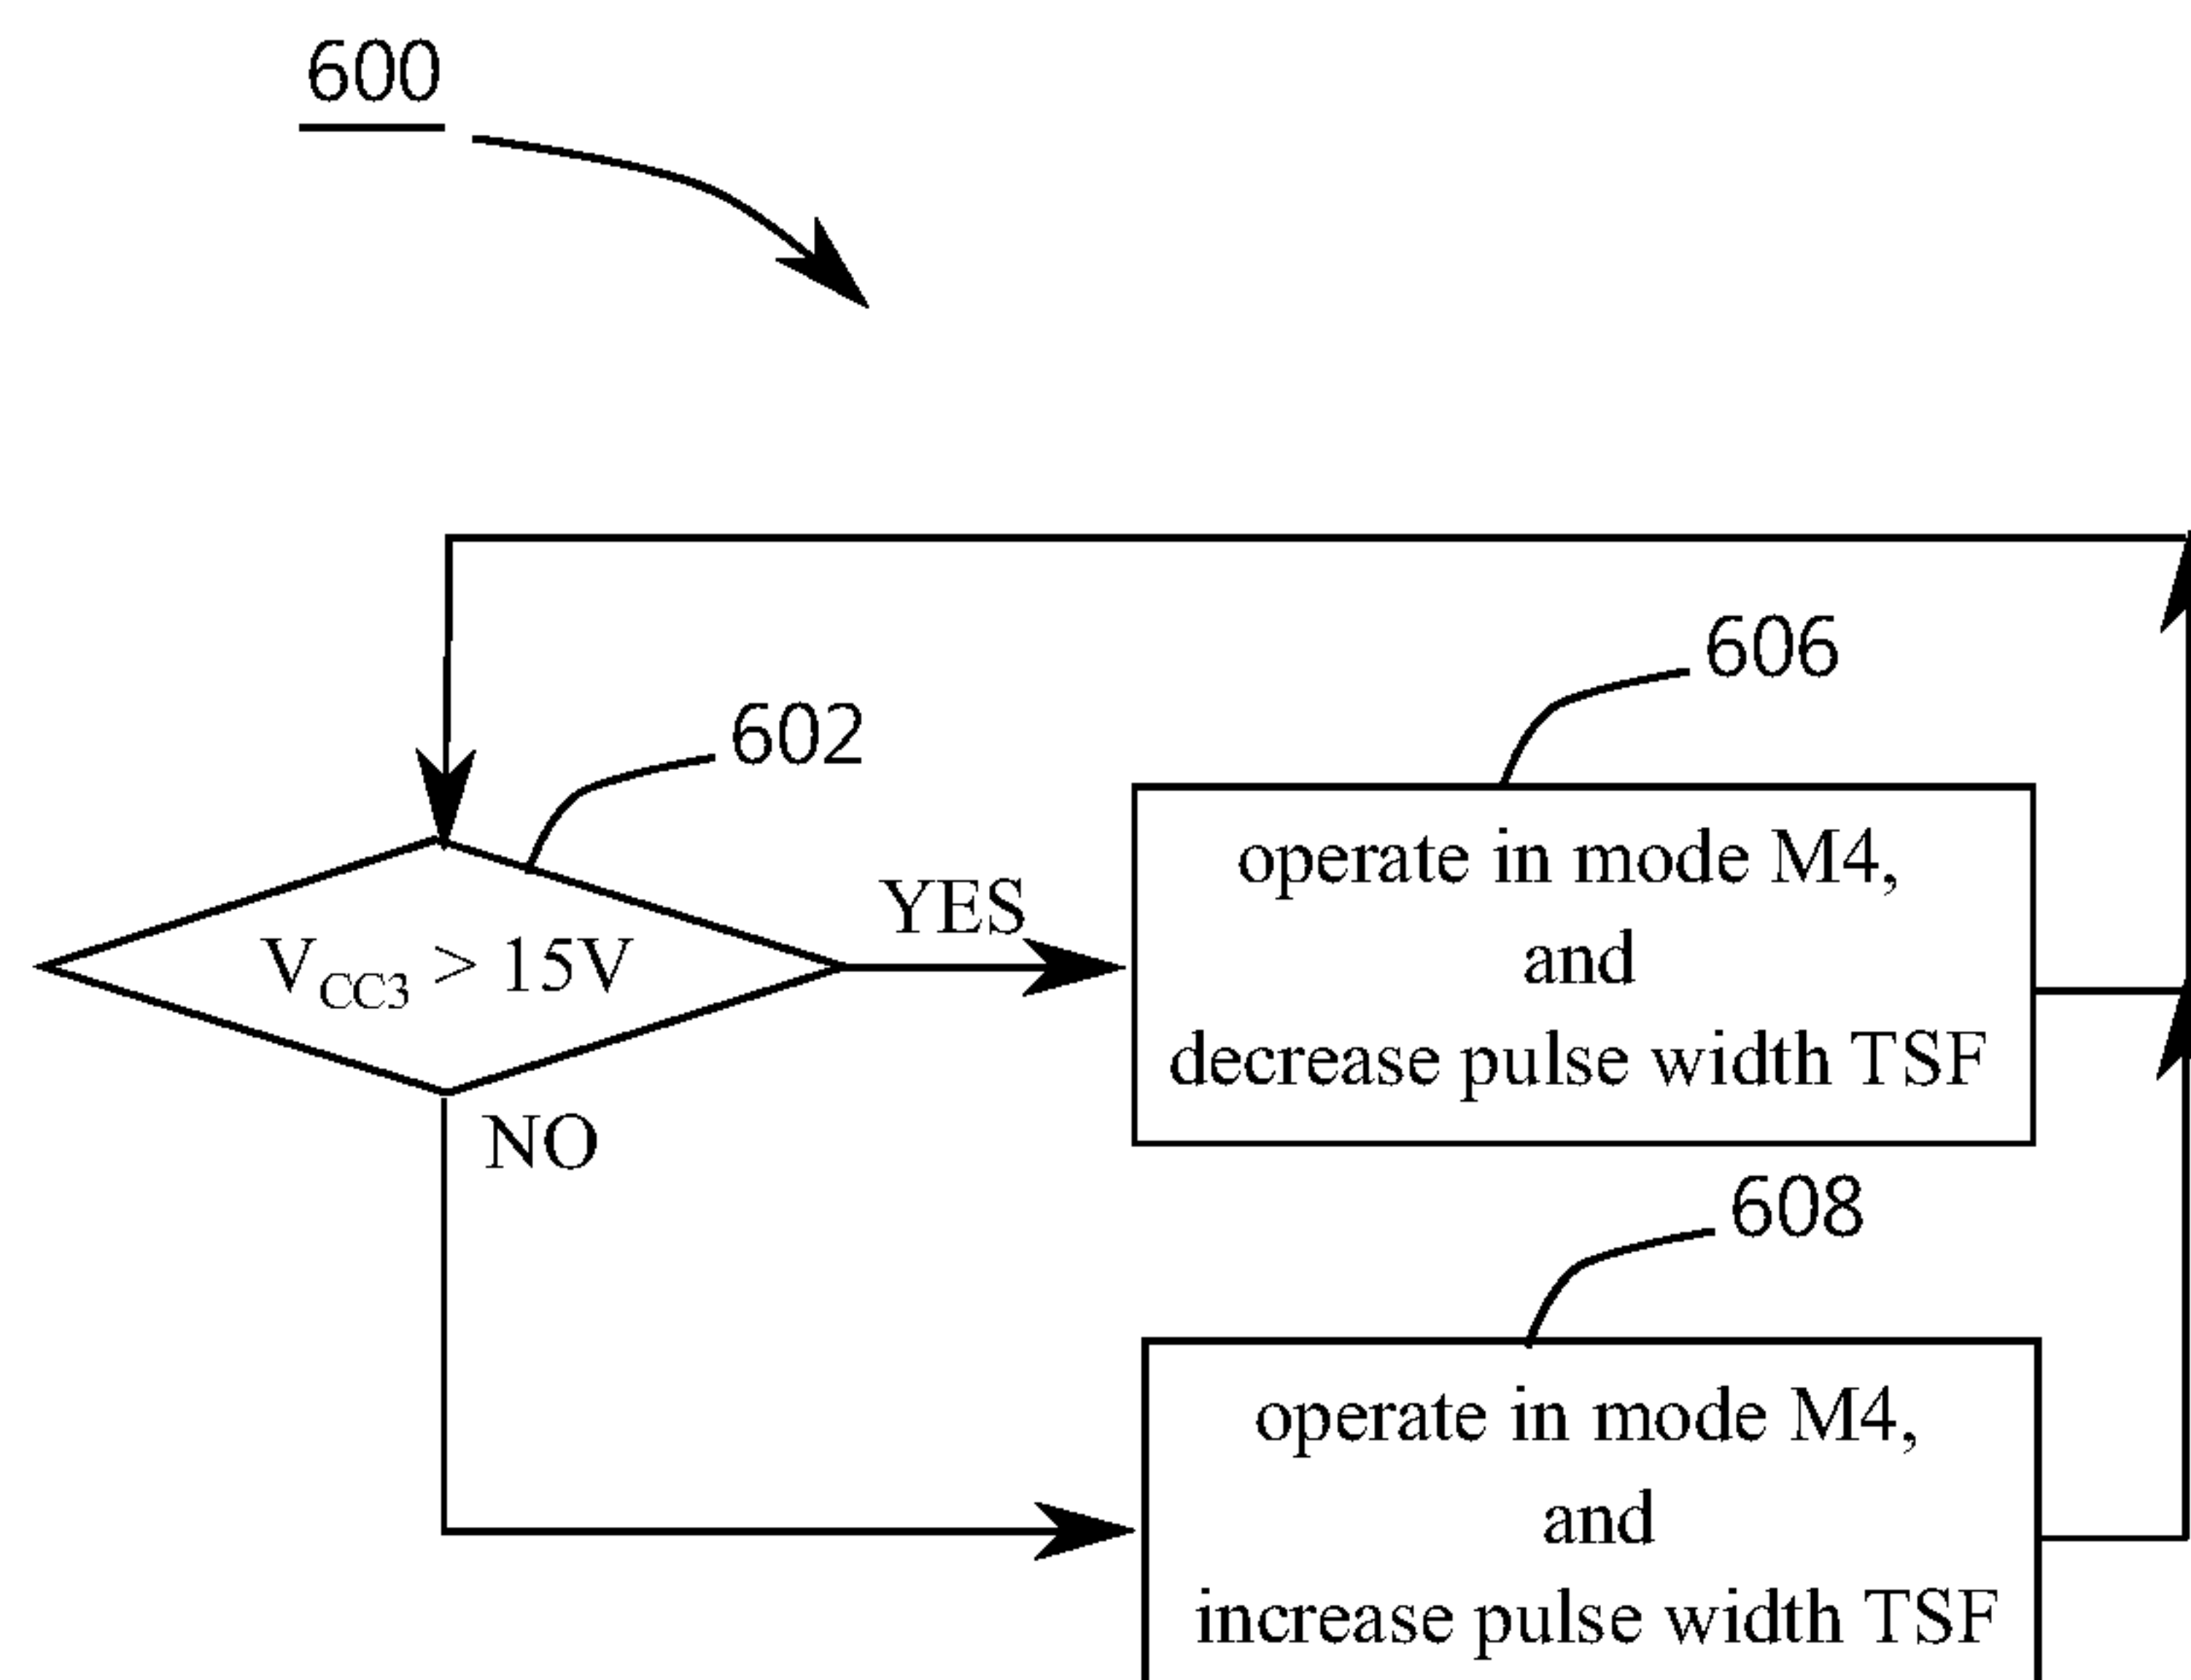 600
606
602
YES
operate in mode M4,
and
decrease pulse width TSF
V_CC3 > 15V
NO
608
operate in mode M4,
and
increase pulse width TSF